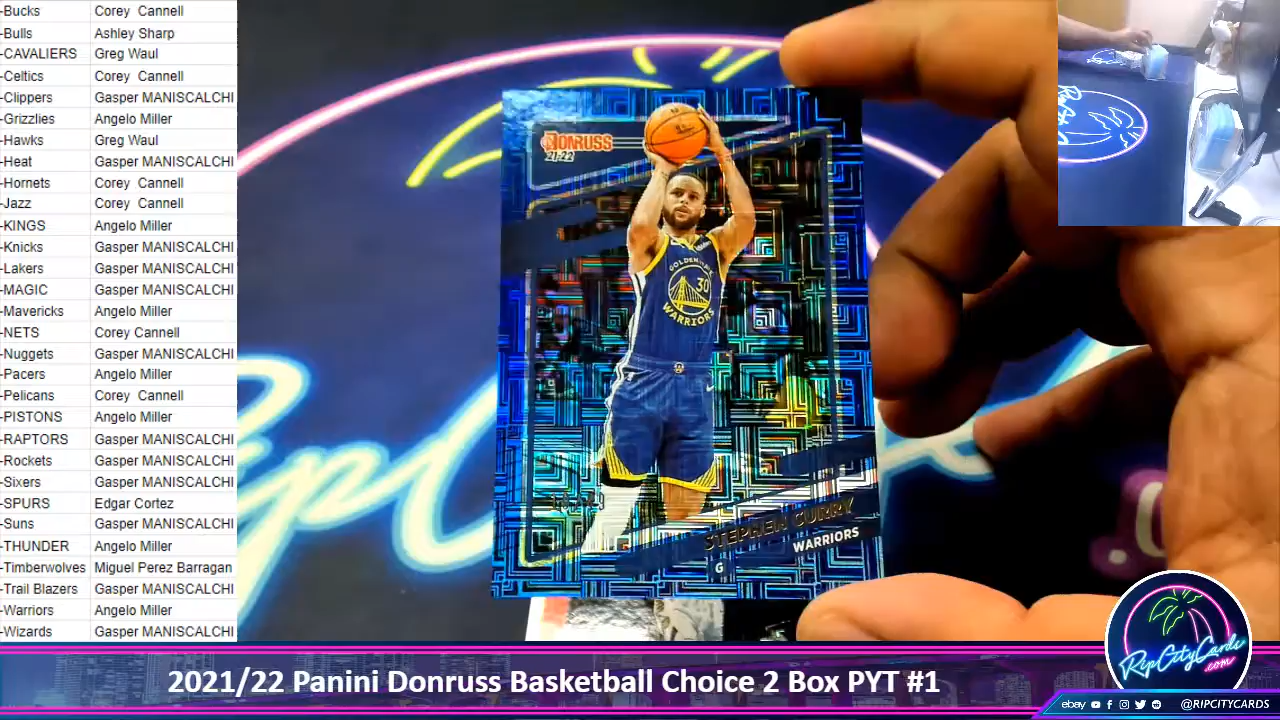 -Bucks Corey Cannell
-Bulls Ashley Sharp
-CAVALIERS Greg Waul
-Celtics Corey Cannell
-Clippers Gasper MANISCALCHI
-Grizzlies Angelo Miller
-Hawks Greg Waul
-Heat Gasper MANISCALCHI
-Hornets Corey Cannell
-Jazz Corey Cannell
-KINGS Angelo Miller
-Knicks Gasper MANISCALCHI
-Lakers Gasper MANISCALCHI
-MAGIC Gasper MANISCALCHI
-Mavericks Angelo Miller
-NETS Corey Cannell
-Nuggets Gasper MANISCALCHI
-Pacers Angelo Miller
-Pelicans Corey Cannell
-PISTONS Angelo Miller
-RAPTORS Gasper MANISCALCHI
-Rockets Gasper MANISCALCHI
-Sixers Gasper MANISCALCHI
-SPURS Edgar Cortez
-Suns Gasper MANISCALCHI
-THUNDER Angelo Miller
-Timberwolves Miguel Perez Barragan
-Trail Blazers Gasper MANISCALCHI
-Warriors Angelo Miller
-Wizards Gasper MANISCALCHI
DONRUSS
21-22
GOLDEN STATE
30
WARRIORS
STEPHEN CURRY
WARRIORS
G
RipCityCards
.com
2021/22 Panini Donruss Basketball Choice 2 Box PYT #1
ebay @RIPCITYCARDS